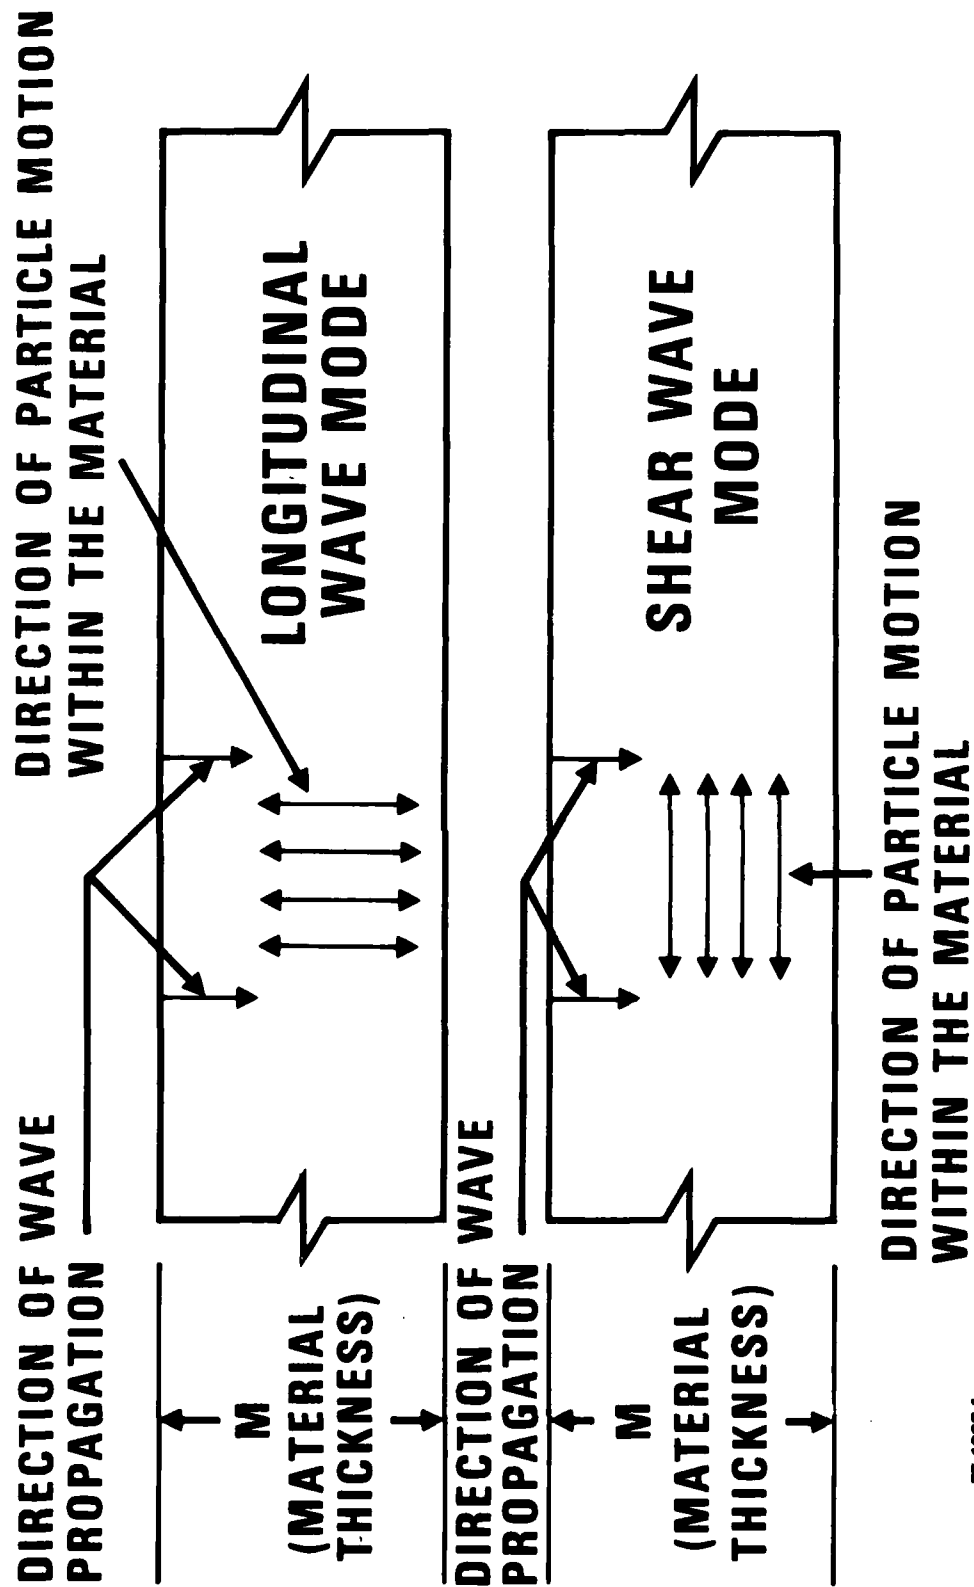 DIRECTION OF WAVE
PROPAGATION
DIRECTION OF PARTICLE MOTION
WITHIN THE MATERIAL
M
(MATERIAL
THICKNESS)
LONGITUDINAL
WAVE MODE
DIRECTION OF WAVE
PROPAGATION
M
(MATERIAL
THICKNESS)
SHEAR WAVE
MODE
DIRECTION OF PARTICLE MOTION
WITHIN THE MATERIAL